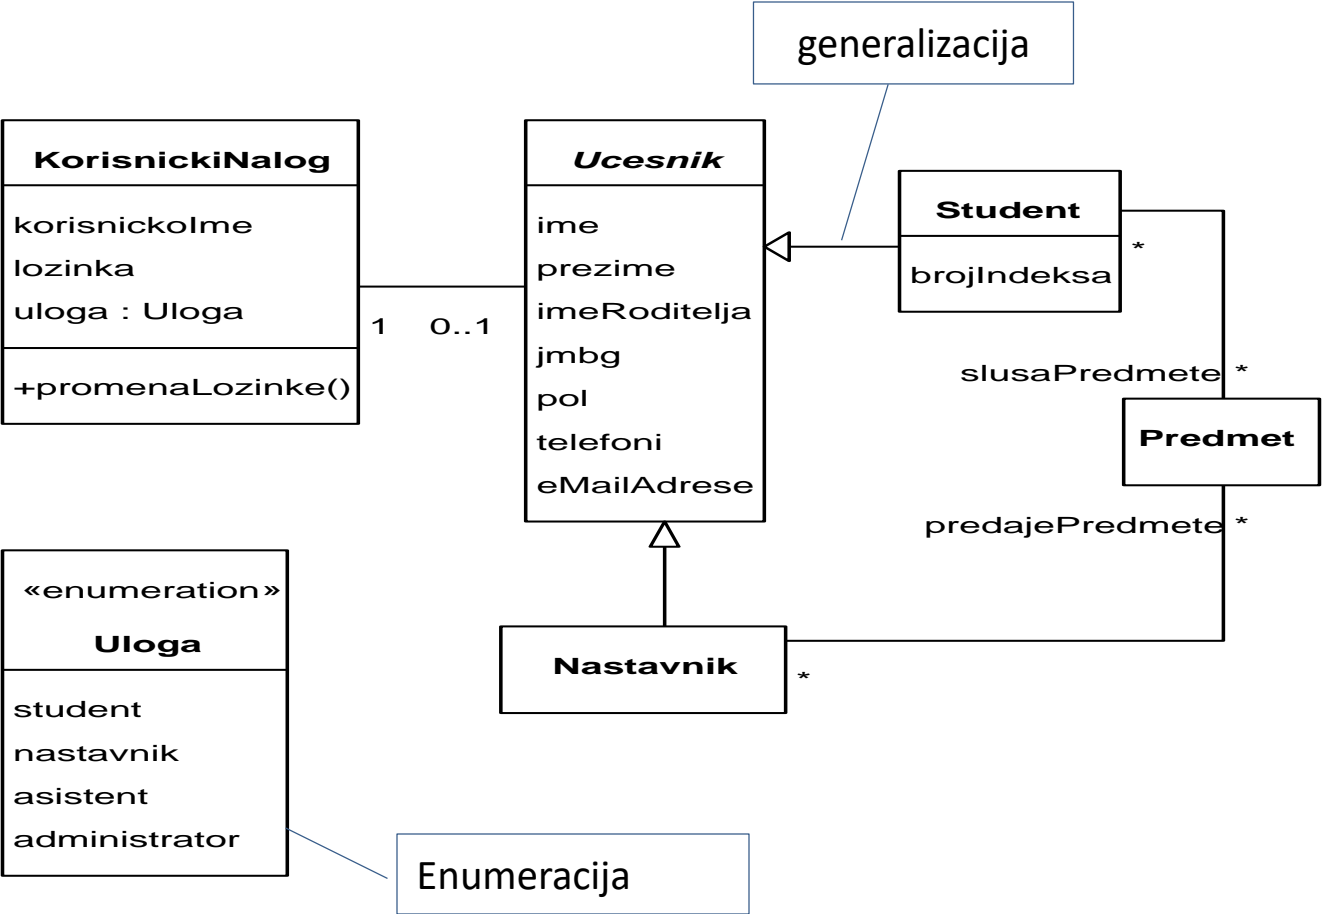 generalizacija
KorisnickiNalog
korisnickoIme
lozinka
uloga : Uloga
+promenaLozinke()
1
0..1
Ucesnik
ime
prezime
imeRoditelja
jmbg
pol
telefoni
eMailAdrese
Student
brojIndeksa
*
slusaPredmete *
Predmet
predajePredmete *
Nastavnik
*
«enumeration»
Uloga
student
nastavnik
asistent
administrator
Enumeracija